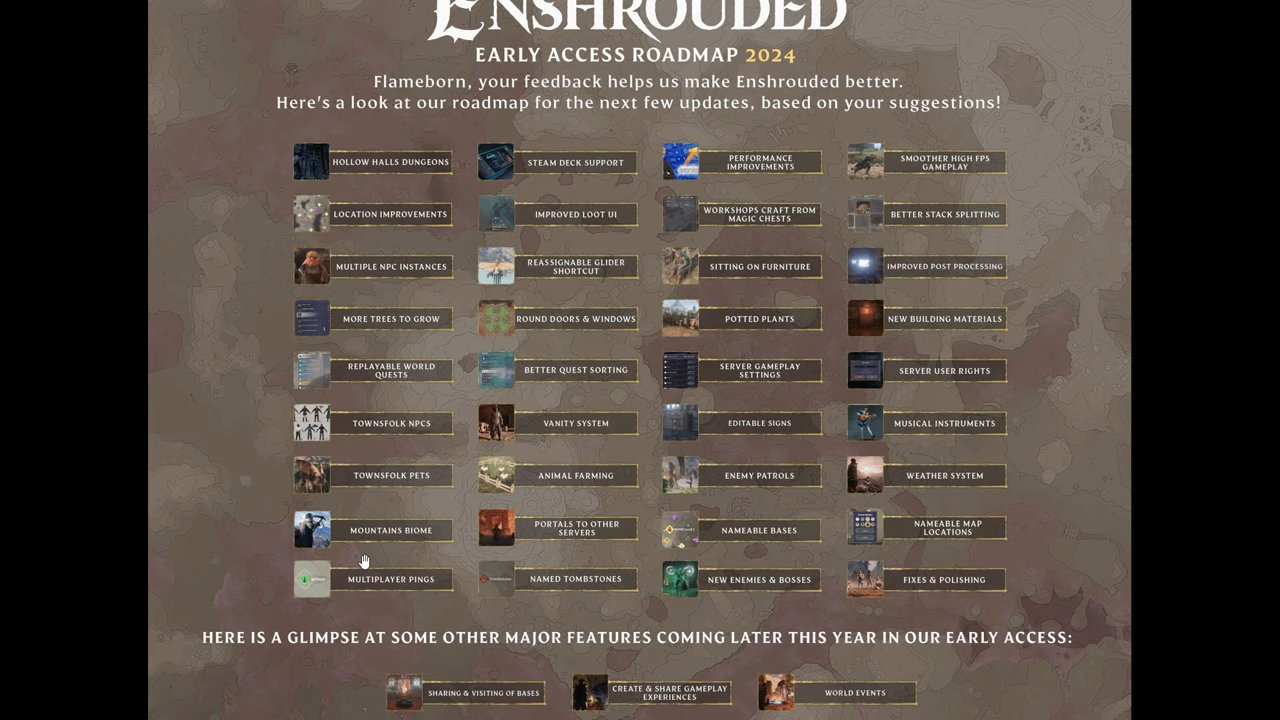 ENSHROUDED
EARLY ACCESS ROADMAP 2024
Flameborn, your feedback helps us make Enshrouded better.
Here's a look at our roadmap for the next few updates, based on your suggestions!
HOLLOW HALLS DUNGEONS
STEAM DECK SUPPORT
PERFORMANCE
IMPROVEMENTS
SMOOTHER HIGH FPS
GAMEPLAY
LOCATION IMPROVEMENTS
IMPROVED LOOT UI
WORKSHOPS CRAFT FROM
MAGIC CHESTS
BETTER STACK SPLITTING
MULTIPLE NPC INSTANCES
REASSIGNABLE GLIDER
SHORTCUT
SITTING ON FURNITURE
IMPROVED POST PROCESSING
MORE TREES TO GROW
ROUND DOORS & WINDOWS
POTTED PLANTS
NEW BUILDING MATERIALS
REPLAYABLE WORLD
QUESTS
BETTER QUEST SORTING
SERVER GAMEPLAY
SETTINGS
SERVER USER RIGHTS
TOWNSFOLK NPCS
VANITY SYSTEM
EDITABLE SIGNS
MUSICAL INSTRUMENTS
TOWNSFOLK PETS
ANIMAL FARMING
ENEMY PATROLS
WEATHER SYSTEM
MOUNTAINS BIOME
PORTALS TO OTHER
SERVERS
NAMEABLE BASES
NAMEABLE MAP
LOCATIONS
MULTIPLAYER PINGS
NAMED TOMBSTONES
NEW ENEMIES & BOSSES
FIXES & POLISHING
HERE IS A GLIMPSE AT SOME OTHER MAJOR FEATURES COMING LATER THIS YEAR IN OUR EARLY ACCESS:
SHARING & VISITING OF BASES
CREATE & SHARE GAMEPLAY
EXPERIENCES
WORLD EVENTS